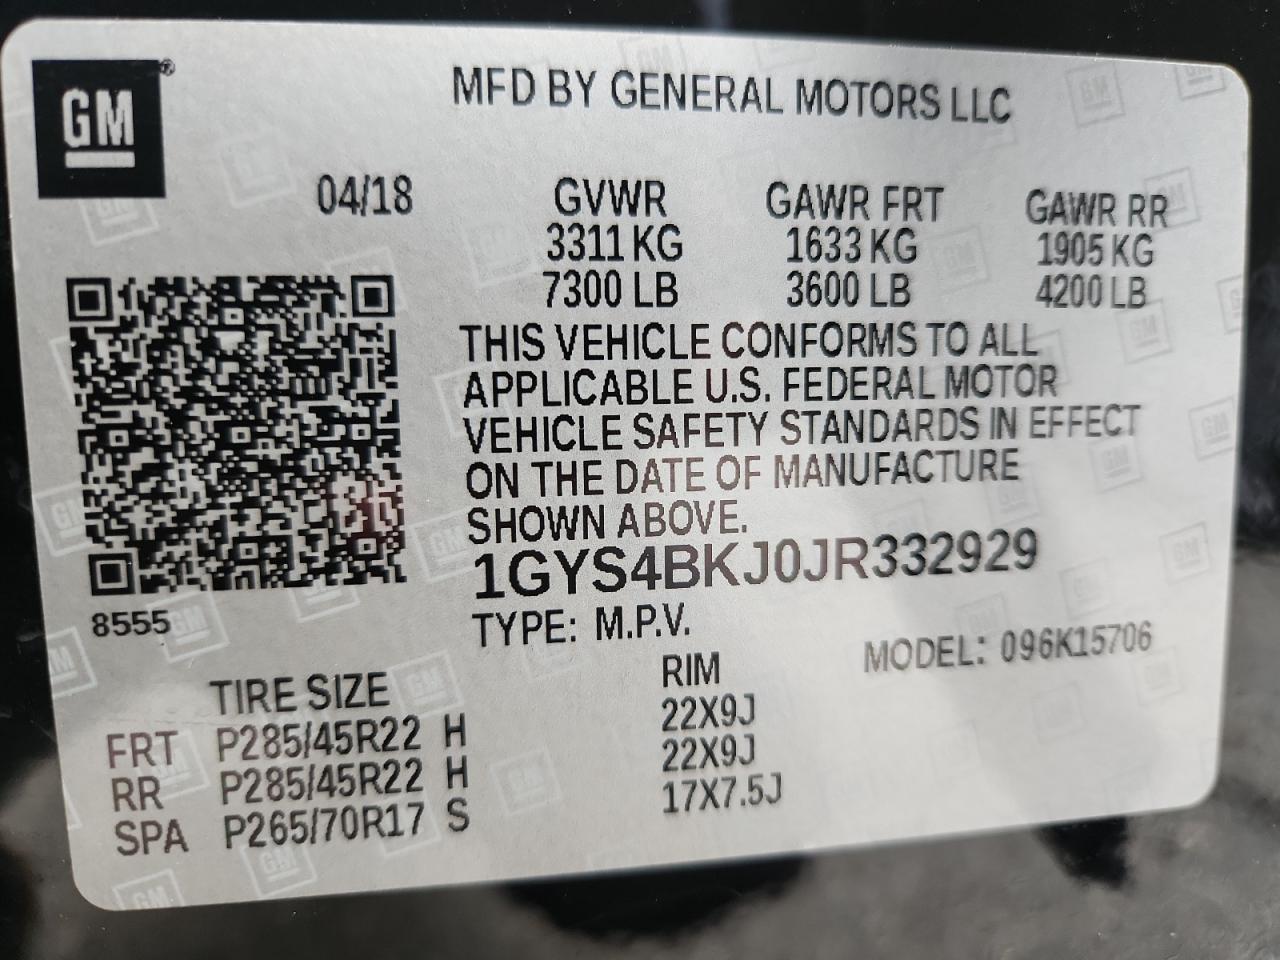 GM
MFD BY GENERAL MOTORS LLC
04/18 GVWR GAWR FRT GAWR RR
3311 KG 1633 KG 1905 KG
7300 LB 3600 LB 4200 LB
THIS VEHICLE CONFORMS TO ALL
APPLICABLE U.S. FEDERAL MOTOR
VEHICLE SAFETY STANDARDS IN EFFECT
ON THE DATE OF MANUFACTURE
SHOWN ABOVE.
1GYS4BKJ0JR332929
8555
TYPE: M.P.V. MODEL: 096K15706
TIRE SIZE RIM
FRT P285/45R22 H 22X9J
RR P285/45R22 H 22X9J
SPA P265/70R17 S 17X7.5J